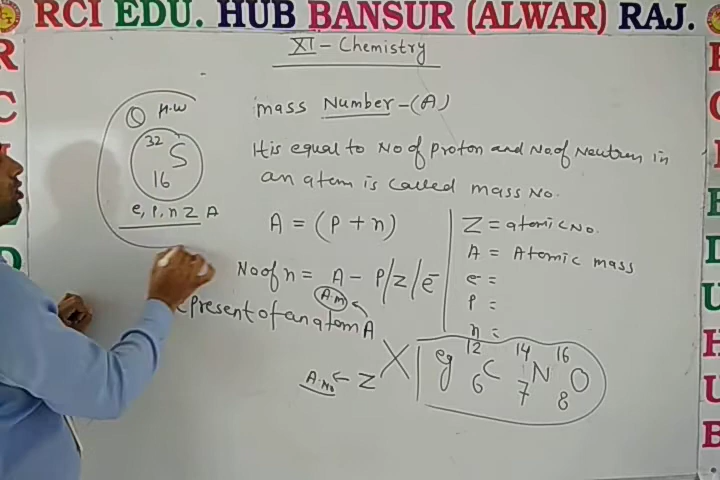 RCI EDU. HUB BANSUR (ALWAR) RAJ.
XI - Chemistry
Q H.W
32
S
16
e, p, n Z A
mass Number - (A)
It is equal to No of proton and No. of Neutron in
an atom is called mass No.
A = (P + n)
No of n = A - P/Z/e-
present of an atom
A.M
A
X
A.No ← Z
Z = atomic No.
A = Atomic mass
e =
P =
n =
eg
12
C
6
14
N
7
16
O
8